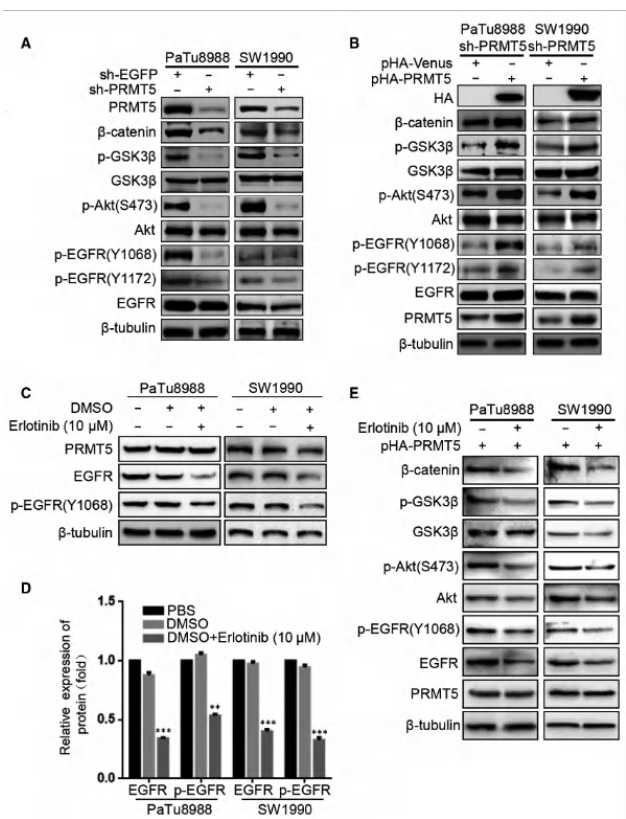 A
PaTu8988 SW1990
sh-EGFP + - + -
sh-PRMT5 - + - +
PRMT5
β-catenin
p-GSK3β
GSK3β
p-Akt(S473)
Akt
p-EGFR(Y1068)
p-EGFR(Y1172)
EGFR
β-tubulin
B
PaTu8988 SW1990
sh-PRMT5 sh-PRMT5
pHA-Venus + - + -
pHA-PRMT5 - + - +
HA
β-catenin
p-GSK3β
GSK3β
p-Akt(S473)
Akt
p-EGFR(Y1068)
p-EGFR(Y1172)
EGFR
PRMT5
β-tubulin
C
PaTu8988 SW1990
DMSO - + + - + +
Erlotinib (10 μM) - - + - - +
PRMT5
EGFR
p-EGFR(Y1068)
β-tubulin
D
Relative expression of
protein (fold)
1.5
1.0
0.5
0.0
PBS
DMSO
DMSO+Erlotinib (10 μM)
*** ** *** ***
EGFR p-EGFR EGFR p-EGFR
PaTu8988 SW1990
E
PaTu8988 SW1990
Erlotinib (10 μM) - + - +
pHA-PRMT5 + + + +
β-catenin
p-GSK3β
GSK3β
p-Akt(S473)
Akt
p-EGFR(Y1068)
EGFR
PRMT5
β-tubulin